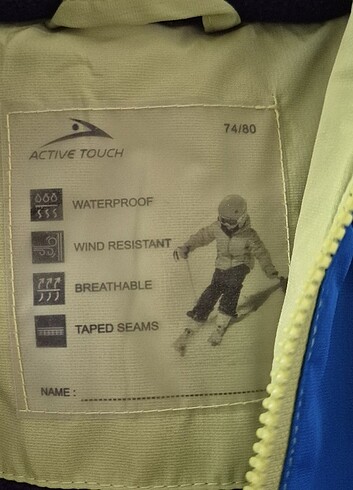 74/80
ACTIVE TOUCH
WATERPROOF
WIND RESISTANT
BREATHABLE
TAPED SEAMS
NAME :